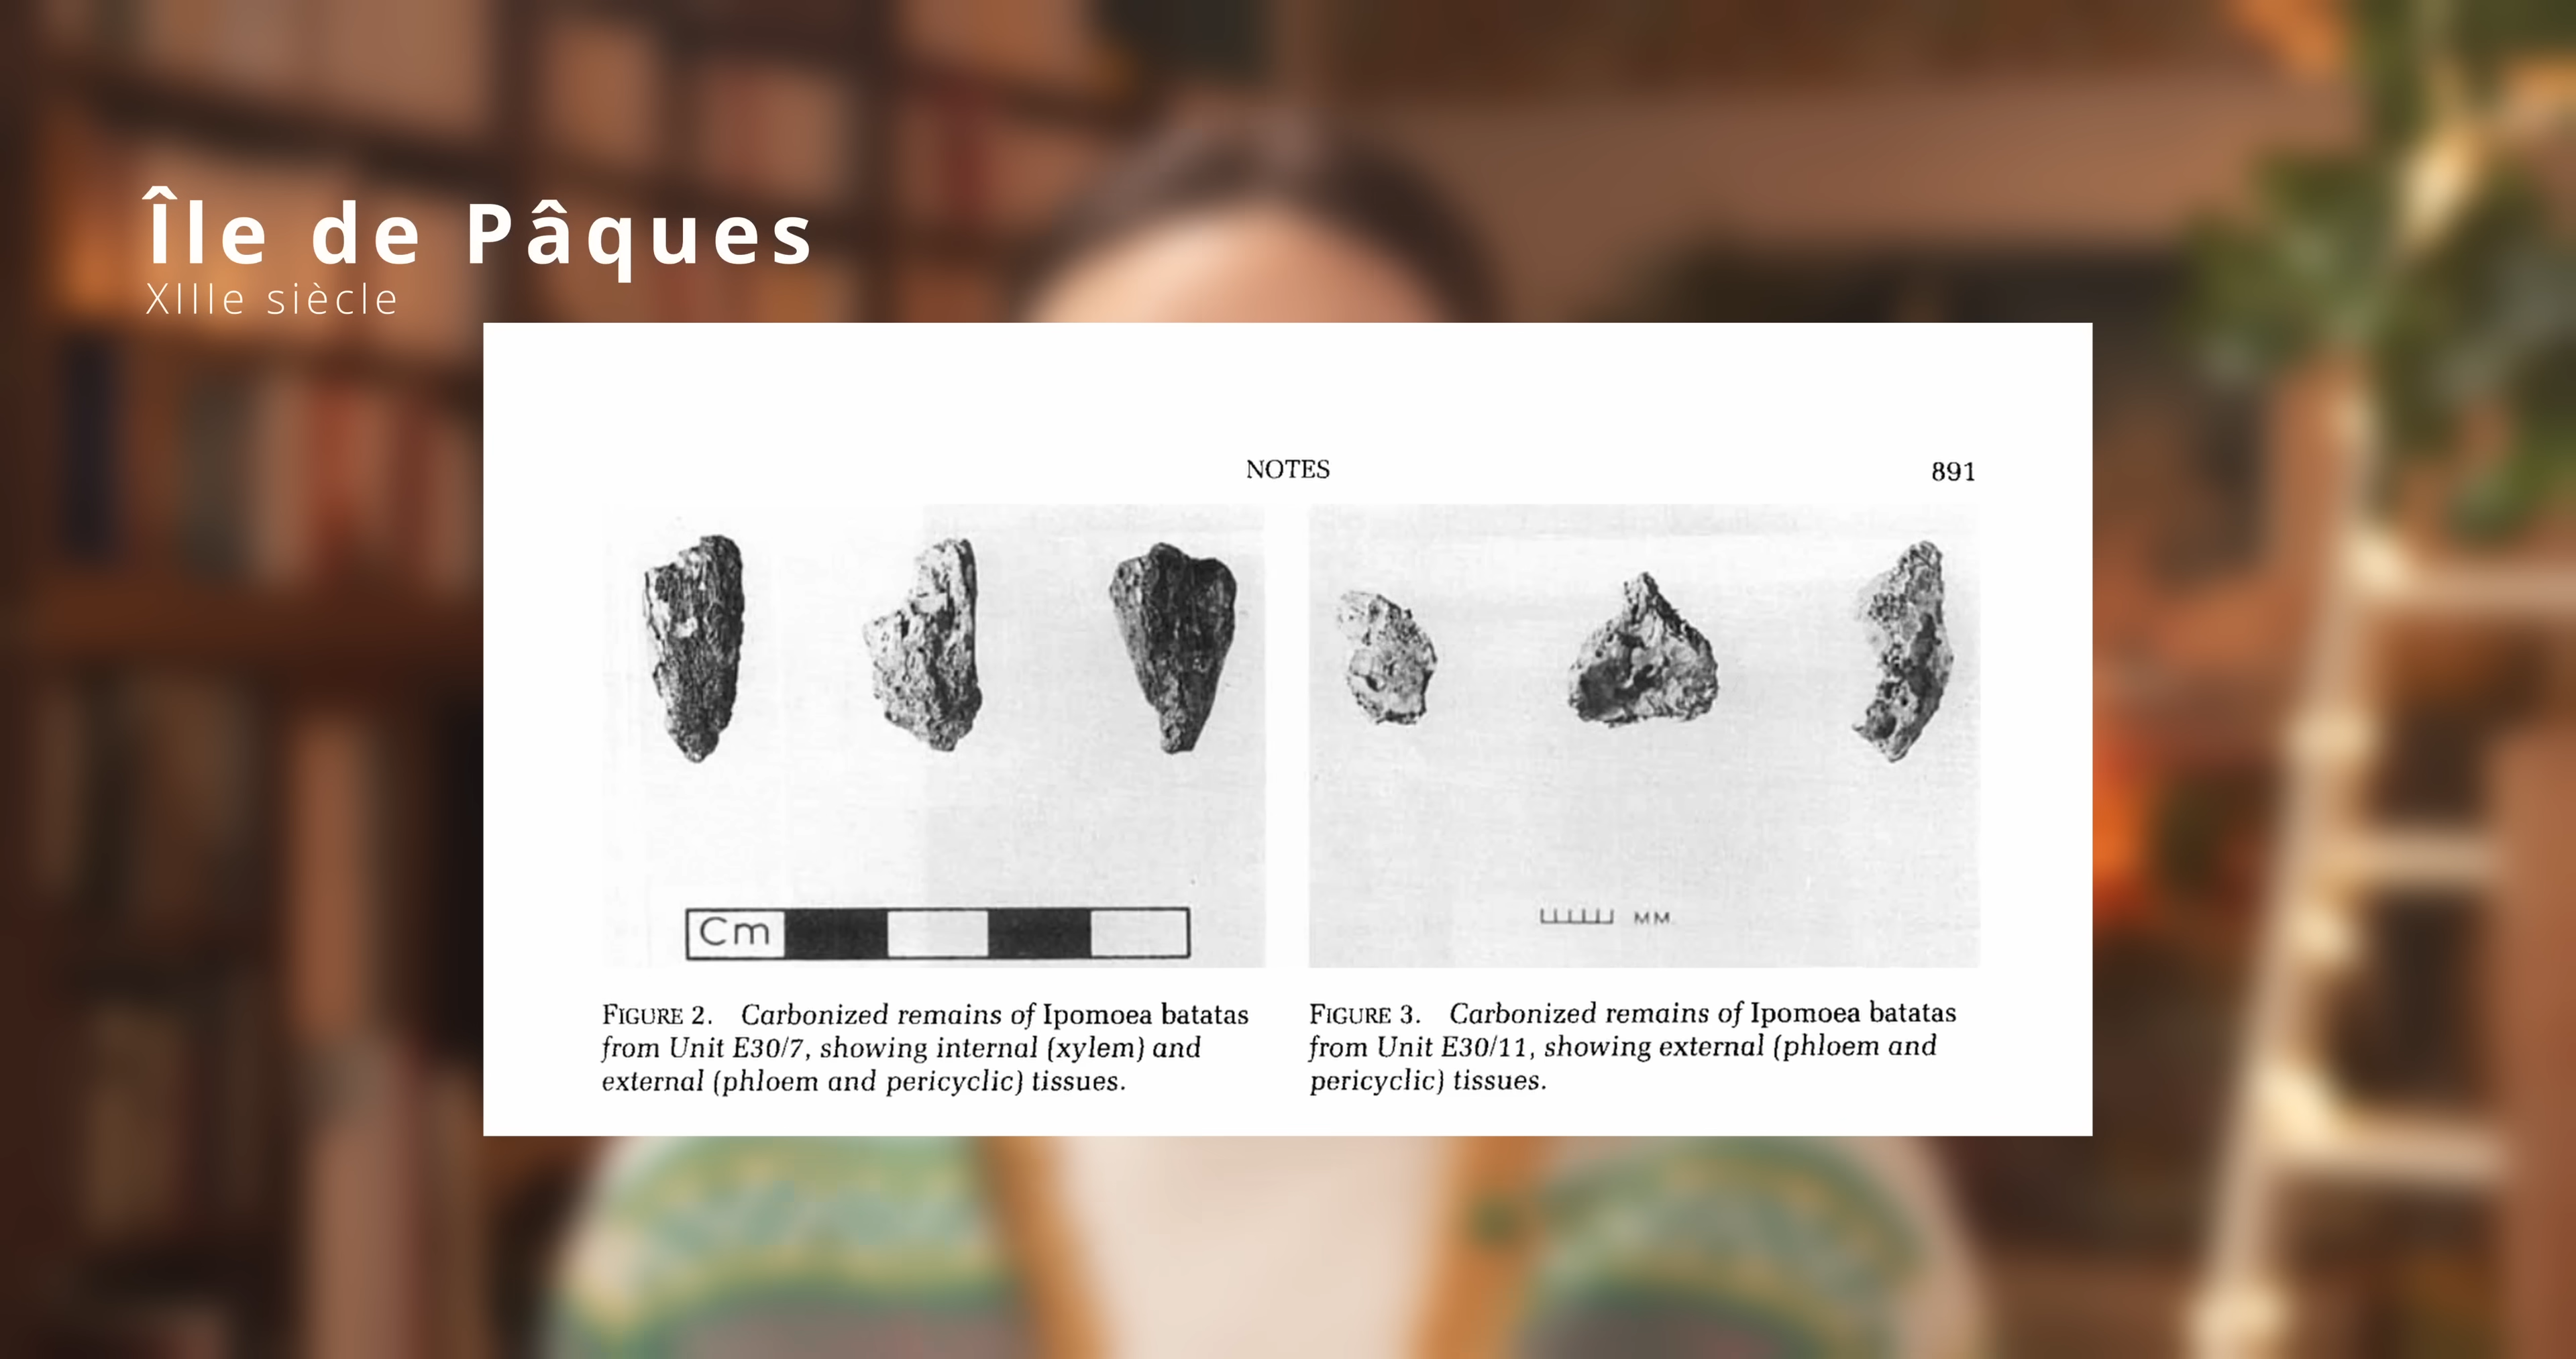 Île de Pâques
XIIIe siècle
NOTES
891
Cm
MM.
FIGURE 2. Carbonized remains of Ipomoea batatas
from Unit E30/7, showing internal (xylem) and
external (phloem and pericyclic) tissues.
FIGURE 3. Carbonized remains of Ipomoea batatas
from Unit E30/11, showing external (phloem and
pericyclic) tissues.